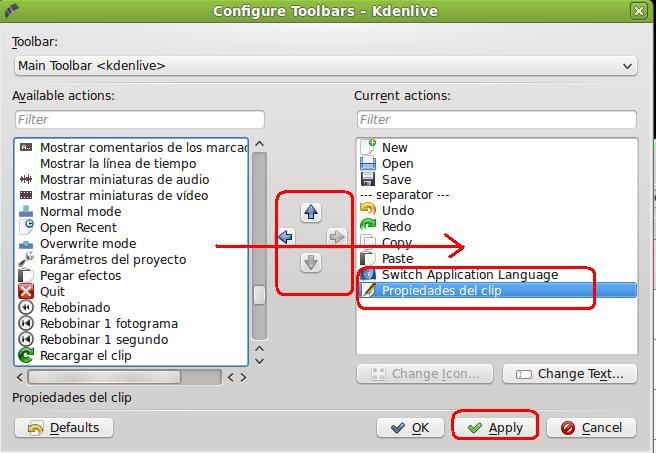 Configure Toolbars – Kdenlive
Toolbar:
Main Toolbar <kdenlive>
Available actions:
Filter
Mostrar comentarios de los marcad
Mostrar la línea de tiempo
Mostrar miniaturas de audio
Mostrar miniaturas de vídeo
Normal mode
Open Recent
Overwrite mode
Parámetros del proyecto
Pegar efectos
Quit
Rebobinado
Rebobinar 1 fotograma
Rebobinar 1 segundo
Recargar el clip
Current actions:
Filter
New
Open
Save
--- separator ---
Undo
Redo
Copy
Paste
Switch Application Language
Propiedades del clip
Change Icon...
Change Text...
Propiedades del clip
Defaults
OK
Apply
Cancel